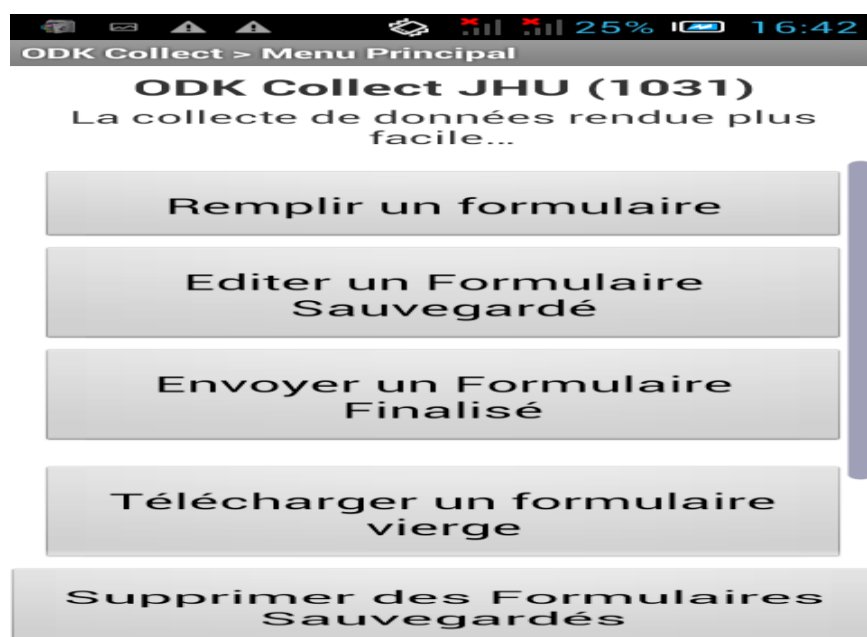 25% 16:42
ODK Collect > Menu Principal
ODK Collect JHU (1031)
La collecte de données rendue plus
facile...
Remplir un formulaire
Editer un Formulaire
Sauvegardé
Envoyer un Formulaire
Finalisé
Télécharger un formulaire
vierge
Supprimer des Formulaires
Sauvegardés